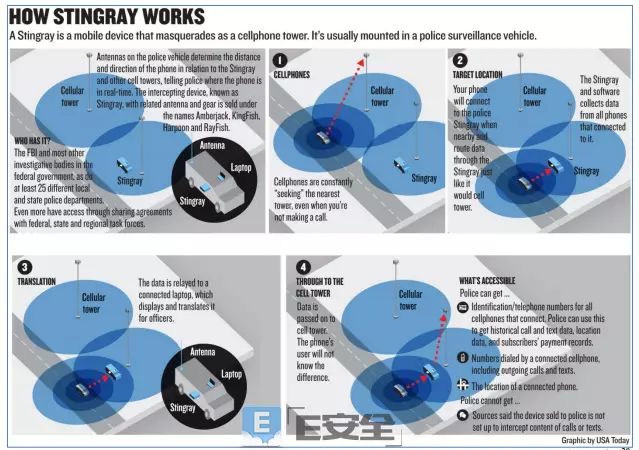 HOW STINGRAY WORKS
A Stingray is a mobile device that masquerades as a cellphone tower. It's usually mounted in a police surveillance vehicle.
Antennas on the police vehicle determine the distance
and direction of the phone in relation to the Stingray
and other cell towers, telling police where the phone is
in real-time. The intercepting device, known as
Stingray, with related antenna and gear is sold under
the names Amberjack, KingFish,
Harpoon and RayFish.
Cellular
tower
WHO HAS IT?
The FBI and most other
investigative bodies in the
federal government, as do
at least 25 different local
and state police departments.
Even more have access through sharing agreements
with federal, state and regional task forces.
Stingray
Antenna
Laptop
Stingray
1
CELLPHONES
Cellular
tower
Stingray
Cellphones are constantly
"seeking" the nearest
tower, even when you're
not making a call.
2
TARGET LOCATION
Your phone
will connect
to the police
Stingray when
nearby and
route data
through the
Stingray just
like it
would cell
tower.
Cellular
tower
The Stingray
and software
collects data
from all phones
that connected
to it.
Stingray
3
TRANSLATION
Cellular
tower
The data is relayed to a
connected laptop, which
displays and translates it
for officers.
Antenna
Laptop
Stingray
4
THROUGH TO THE
CELL TOWER
Data is
passed on to
cell tower.
The phone's
user will not
know the
difference.
Cellular
tower
WHAT'S ACCESSIBLE
Police can get ...
Identification/telephone numbers for all
cellphones that connect. Police can use this
to get historical call and text data, location
data, and subscribers' payment records.
Numbers dialed by a connected cellphone,
including outgoing calls and texts.
The location of a connected phone.
Police cannot get ...
Sources said the device sold to police is not
set up to intercept content of calls or texts.
E
E安全
Graphic by USA Today